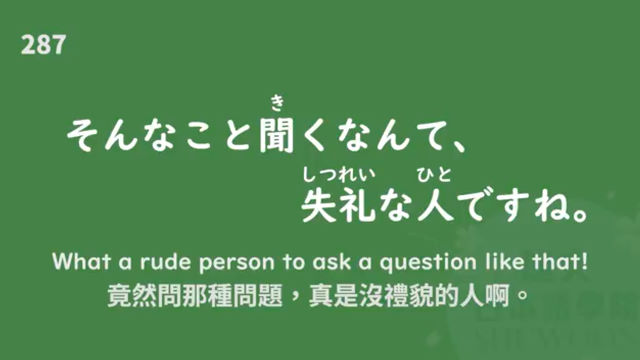 287
き
そんなこと聞くなんて、
しつれい ひと
失礼な人ですね。
What a rude person to ask a question like that!
竟然問那種問題，真是沒禮貌的人啊。